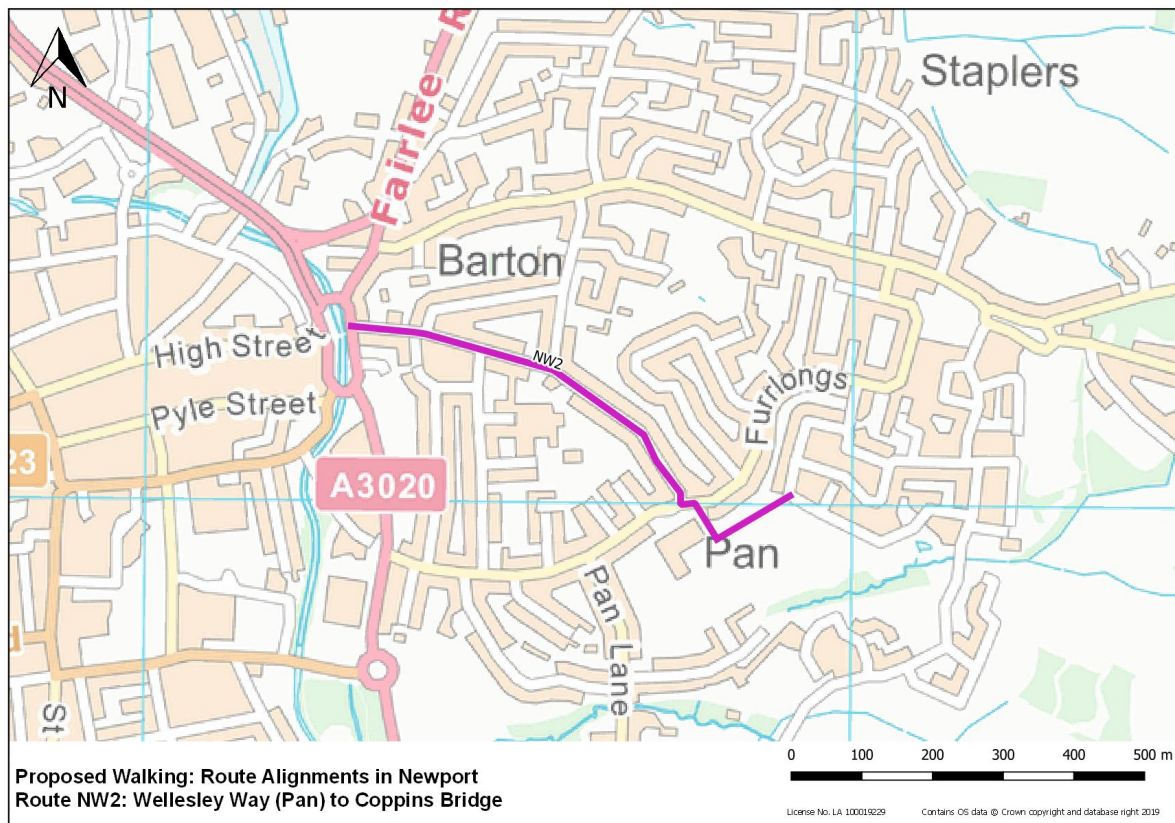 N
Staplers
Fairlee R
Barton
High Street
NW2
Pyle Street
Furrlongs
23
A3020
Pan
Pan Lane
d
St
0 100 200 300 400 500 m
Proposed Walking: Route Alignments in Newport
Route NW2: Wellesley Way (Pan) to Coppins Bridge
License No. LA 100019229 Contains OS data © Crown copyright and database right 2019